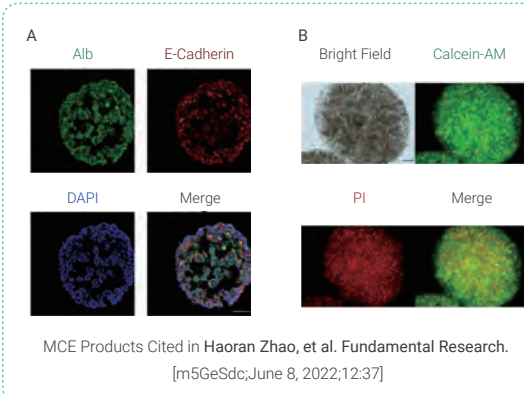 A
B
Alb
E-Cadherin
Bright Field
Calcein-AM
DAPI
Merge
PI
Merge
MCE Products Cited in Haoran Zhao, et al. Fundamental Research.
[m5GeSdc;June 8, 2022;12:37]